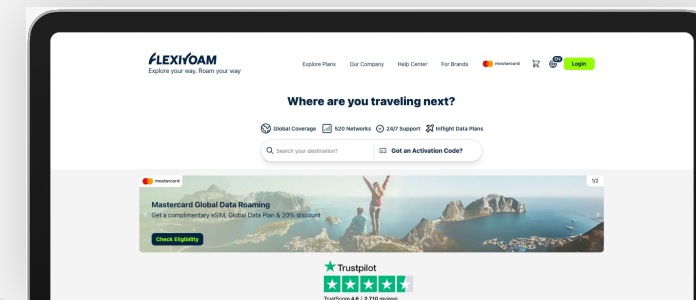 FLEXIROAM
Explore your way. Roam your way
Explore Plans
Our Company
Help Center
For Brands
mastercard
EN
Login
Where are you traveling next?
Global Coverage
520 Networks
24/7 Support
Inflight Data Plans
Search your destination?
Got an Activation Code?
mastercard
1/2
Mastercard Global Data Roaming
Get a complimentary eSIM, Global Data Plan & 20% discount
Check Eligibility
Trustpilot
TrustScore 4.6 | 2,710 reviews